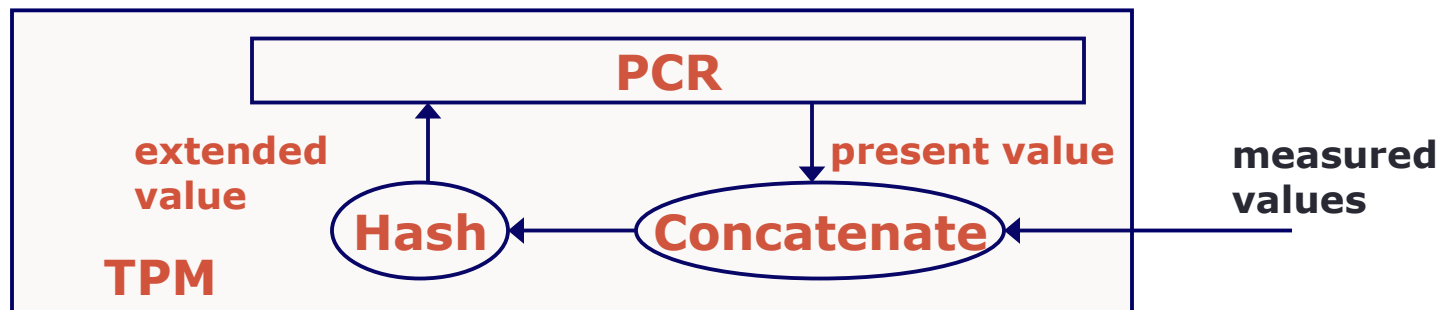 PCR
extended
value
present value
measured
values
Hash
Concatenate
TPM